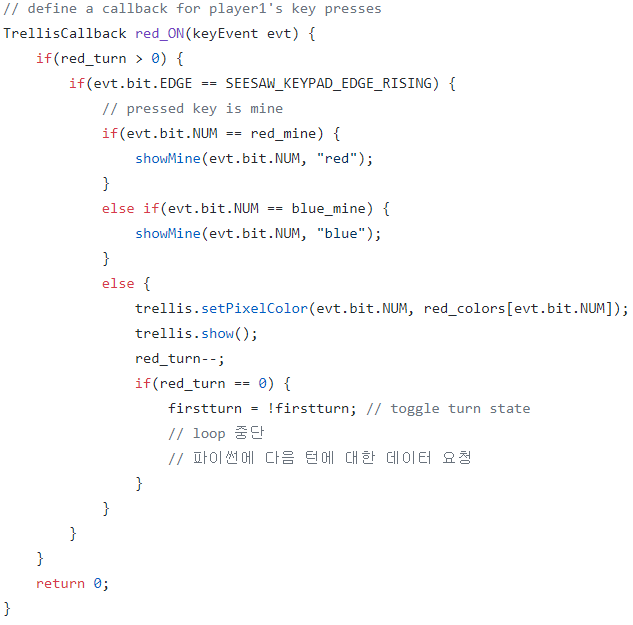 // define a callback for player1's key presses
TrellisCallback red_ON(keyEvent evt) {
    if(red_turn > 0) {
        if(evt.bit.EDGE == SEESAW_KEYPAD_EDGE_RISING) {
            // pressed key is mine
            if(evt.bit.NUM == red_mine) {
                showMine(evt.bit.NUM, "red");
            }
            else if(evt.bit.NUM == blue_mine) {
                showMine(evt.bit.NUM, "blue");
            }
            else {
                trellis.setPixelColor(evt.bit.NUM, red_colors[evt.bit.NUM]);
                trellis.show();
                red_turn--;
                if(red_turn == 0) {
                    firstturn = !firstturn; // toggle turn state
                    // loop 중단
                    // 파이썬에 다음 턴에 대한 데이터 요청
                }
            }
        }
    }
    return 0;
}